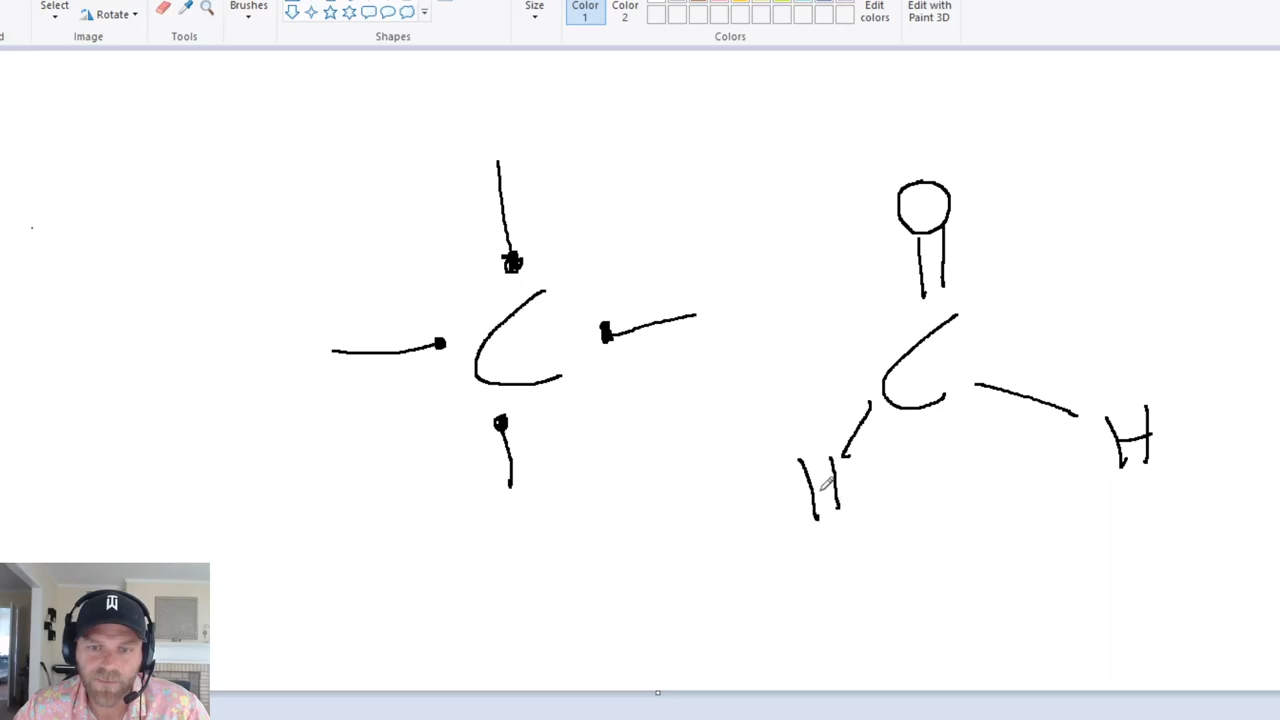 Select
Rotate
Image
Tools
Brushes
Shapes
Size
Color
1
Color
2
Colors
Edit
colors
Edit with
Paint 3D
O
C
C
H
H